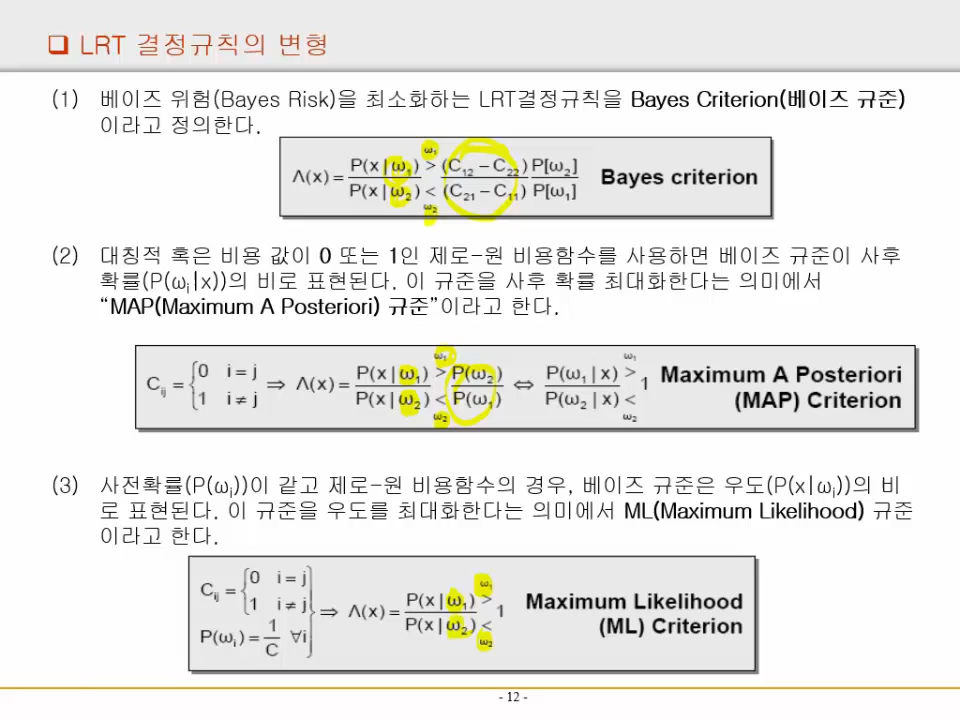 ❑ LRT 결정규칙의 변형
(1) 베이즈 위험(Bayes Risk)을 최소화하는 LRT결정규칙을 Bayes Criterion(베이즈 규준)
이라고 정의한다.
Λ(x) = P(x | ω₁) / P(x | ω₂) ω₁ > < ω₂ (C₁₂ − C₂₂) / (C₂₁ − C₁₁) P[ω₂] / P[ω₁] Bayes criterion
(2) 대칭적 혹은 비용 값이 0 또는 1인 제로-원 비용함수를 사용하면 베이즈 규준이 사후
확률(P(ωᵢ|x))의 비로 표현된다. 이 규준을 사후 확률 최대화한다는 의미에서
“MAP(Maximum A Posteriori) 규준”이라고 한다.
Cᵢⱼ = { 0 i = j ; 1 i ≠ j ⇒ Λ(x) = P(x | ω₁) / P(x | ω₂) ω₁ > < ω₂ P(ω₂) / P(ω₁) ⇔ P(ω₁ | x) / P(ω₂ | x) ω₁ > < ω₂ 1 Maximum A Posteriori
(MAP) Criterion
(3) 사전확률(P(ωᵢ))이 같고 제로-원 비용함수의 경우, 베이즈 규준은 우도(P(x|ωᵢ))의 비
로 표현된다. 이 규준을 우도를 최대화한다는 의미에서 ML(Maximum Likelihood) 규준
이라고 한다.
Cᵢⱼ = { 0 i = j ; 1 i ≠ j
P(ωᵢ) = 1 / C ∀i } ⇒ Λ(x) = P(x | ω₁) / P(x | ω₂) ω₁ > < ω₂ 1 Maximum Likelihood
(ML) Criterion
- 12 -